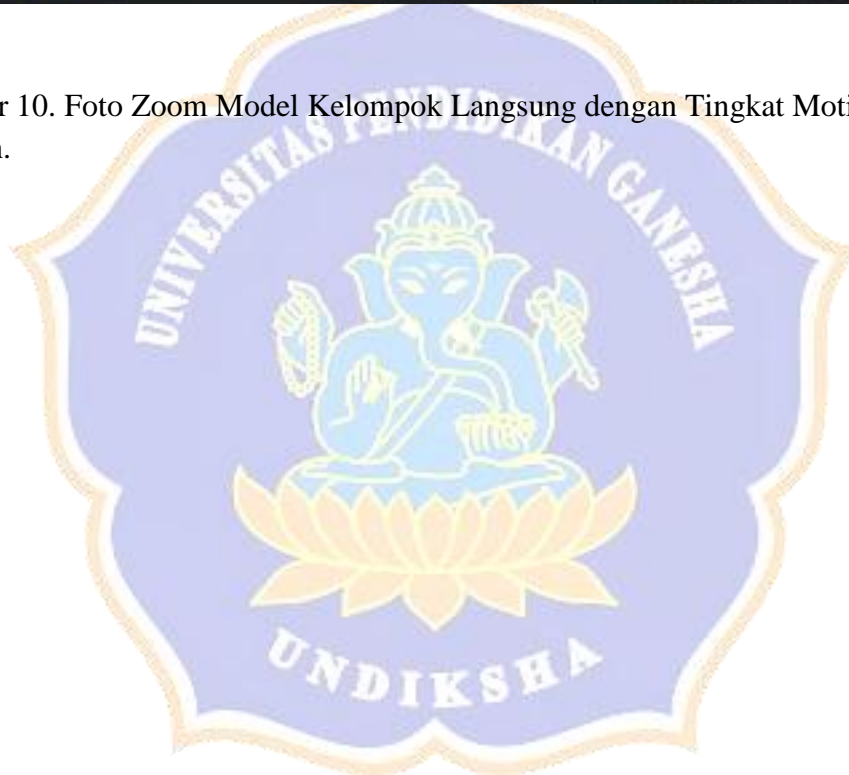 r 10. Foto Zoom Model Kelompok Langsung dengan Tingkat Moti
.
UNIVERSITAS PENDIDIKAN GANESHA
UNDIKSHA